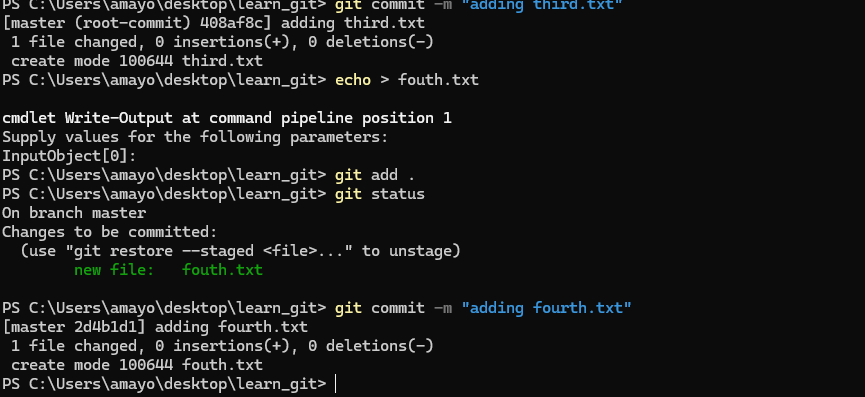 PS C:\Users\amayo\desktop\learn_git> git commit -m "adding third.txt"
[master (root-commit) 408af8c] adding third.txt
 1 file changed, 0 insertions(+), 0 deletions(-)
 create mode 100644 third.txt
PS C:\Users\amayo\desktop\learn_git> echo > fouth.txt

cmdlet Write-Output at command pipeline position 1
Supply values for the following parameters:
InputObject[0]:
PS C:\Users\amayo\desktop\learn_git> git add .
PS C:\Users\amayo\desktop\learn_git> git status
On branch master
Changes to be committed:
  (use "git restore --staged <file>..." to unstage)
        new file:   fouth.txt

PS C:\Users\amayo\desktop\learn_git> git commit -m "adding fourth.txt"
[master 2d4b1d1] adding fourth.txt
 1 file changed, 0 insertions(+), 0 deletions(-)
 create mode 100644 fouth.txt
PS C:\Users\amayo\desktop\learn_git>